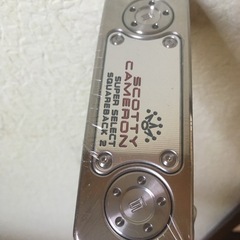 SCOTTY
CAMERON
SUPER SELECT
SQUAREBACK 2